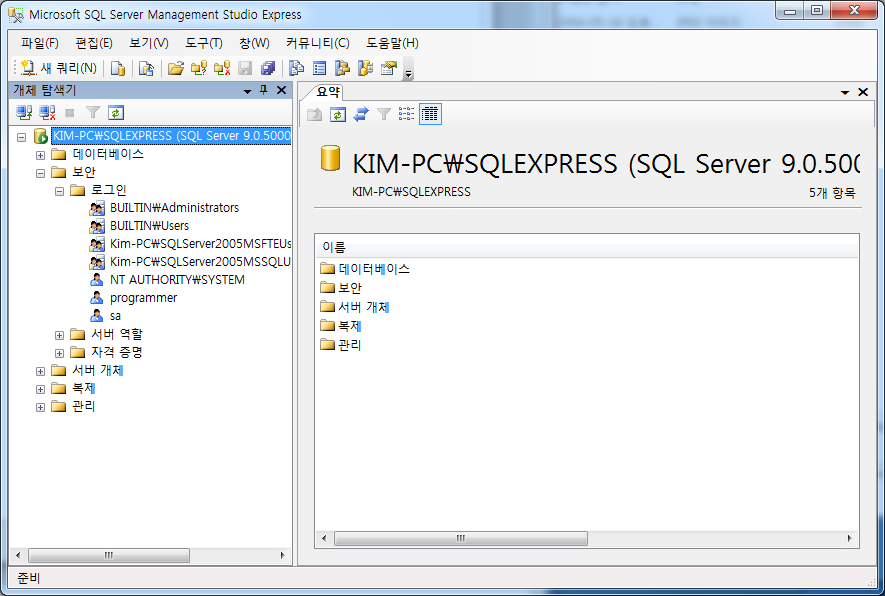 Microsoft SQL Server Management Studio Express
파일(F) 편집(E) 보기(V) 도구(T) 창(W) 커뮤니티(C) 도움말(H)
새 쿼리(N)
개체 탐색기
KIM-PC₩SQLEXPRESS (SQL Server 9.0.5000
데이터베이스
보안
로그인
BUILTIN₩Administrators
BUILTIN₩Users
Kim-PC₩SQLServer2005MSFTEUs
Kim-PC₩SQLServer2005MSSQLU
NT AUTHORITY₩SYSTEM
programmer
sa
서버 역할
자격 증명
서버 개체
복제
관리
요약
KIM-PC₩SQLEXPRESS (SQL Server 9.0.500
KIM-PC₩SQLEXPRESS
5개 항목
이름
데이터베이스
보안
서버 개체
복제
관리
준비